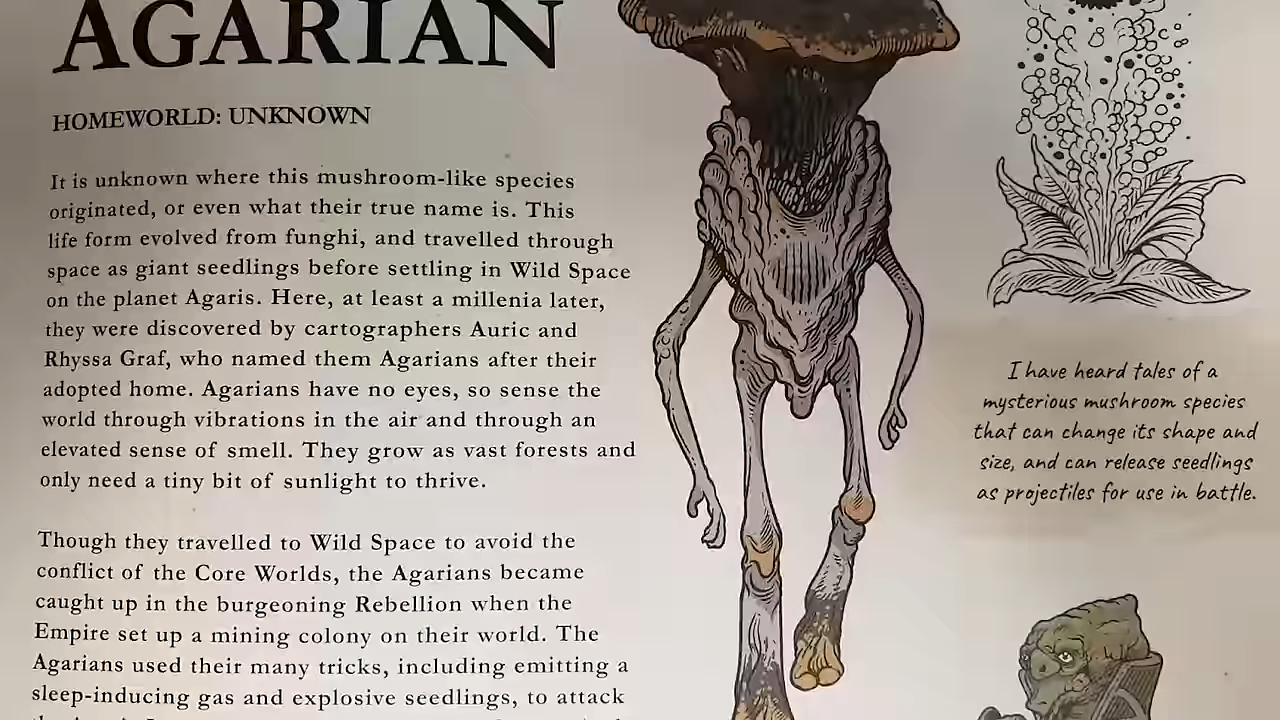 AGARIAN
HOMEWORLD: UNKNOWN
It is unknown where this mushroom-like species
originated, or even what their true name is. This
life form evolved from funghi, and travelled through
space as giant seedlings before settling in Wild Space
on the planet Agaris. Here, at least a millenia later,
they were discovered by cartographers Auric and
Rhyssa Graf, who named them Agarians after their
adopted home. Agarians have no eyes, so sense the
world through vibrations in the air and through an
elevated sense of smell. They grow as vast forests and
only need a tiny bit of sunlight to thrive.
Though they travelled to Wild Space to avoid the
conflict of the Core Worlds, the Agarians became
caught up in the burgeoning Rebellion when the
Empire set up a mining colony on their world. The
Agarians used their many tricks, including emitting a
sleep-inducing gas and explosive seedlings, to attack
I have heard tales of a
mysterious mushroom species
that can change its shape and
size, and can release seedlings
as projectiles for use in battle.